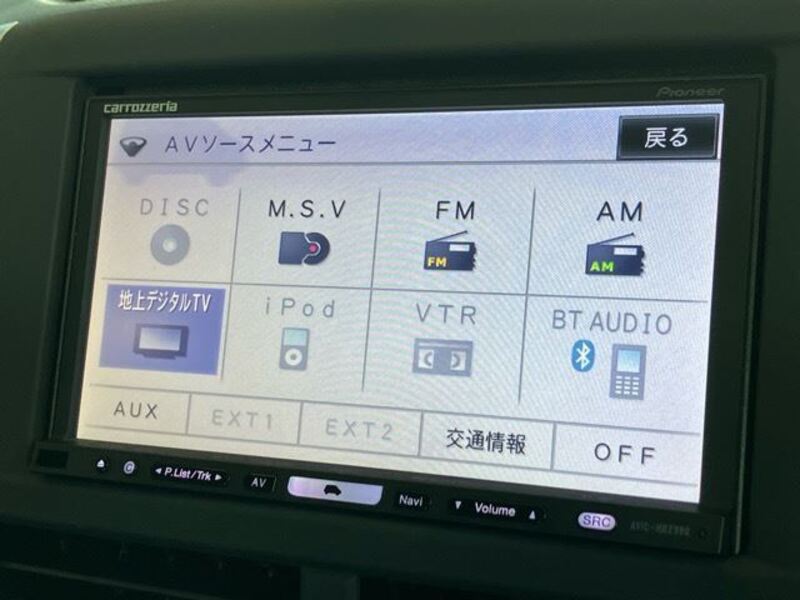 carrozzeria
Pioneer
AVソースメニュー
戻る
DISC
M.S.V
FM
AM
FM
AM
地上デジタルTV
iPod
VTR
BT AUDIO
AUX
EXT1
EXT2
交通情報
OFF
P.List/Trk
AV
Navi
Volume
SRC